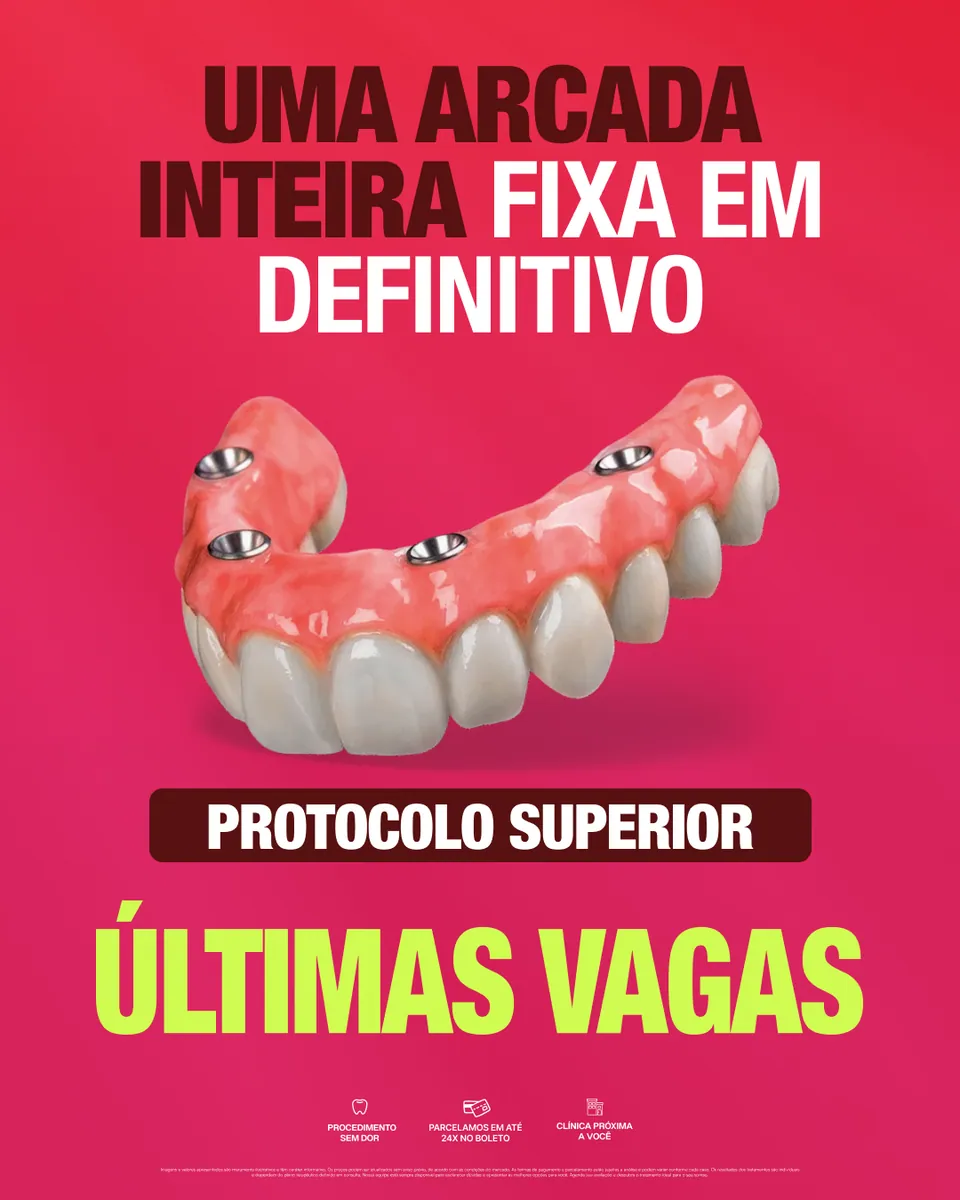 UMA ARCADA
INTEIRA FIXA EM
DEFINITIVO
PROTOCOLO SUPERIOR
ÚLTIMAS VAGAS
PROCEDIMENTO
SEM DOR
PARCELAMOS EM ATÉ
24X NO BOLETO
CLÍNICA PRÓXIMA
A VOCÊ